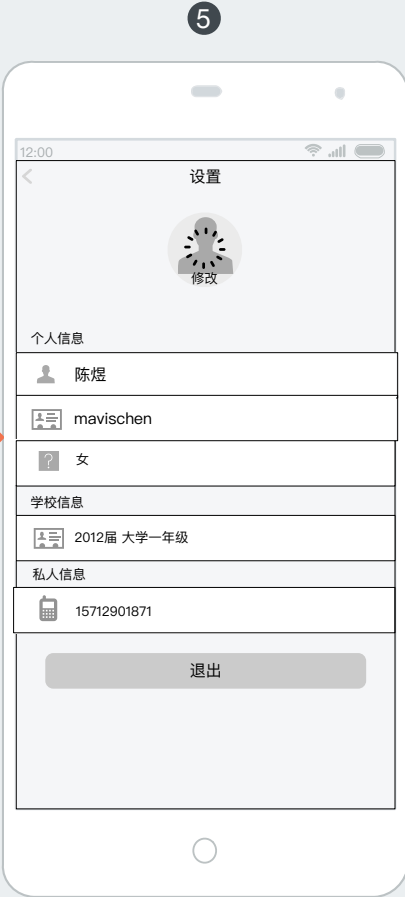 5
12:00
设置
修改
个人信息
陈煜
mavischen
?
女
学校信息
2012届 大学一年级
私人信息
15712901871
退出